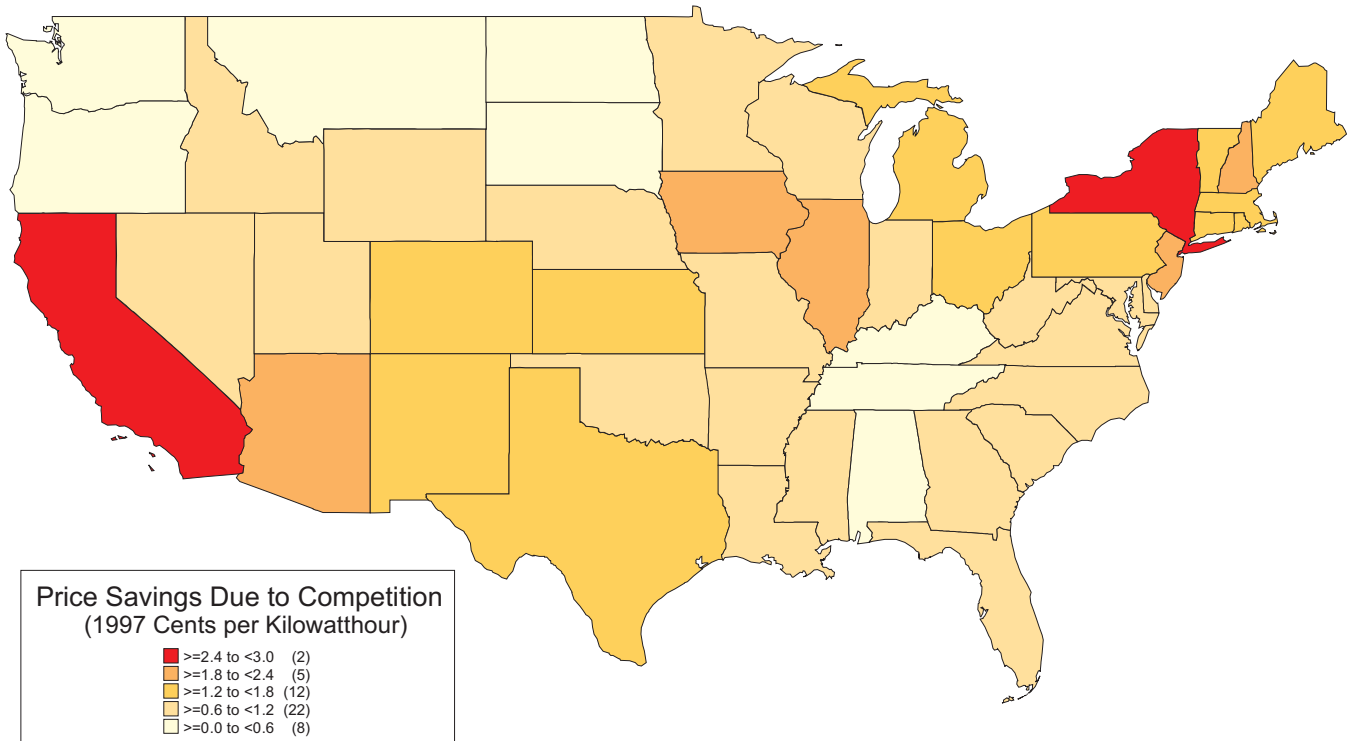 Price Savings Due to Competition
(1997 Cents per Kilowatthour)
>=2.4 to <3.0 (2)
>=1.8 to <2.4 (5)
>=1.2 to <1.8 (12)
>=0.6 to <1.2 (22)
>=0.0 to <0.6 (8)